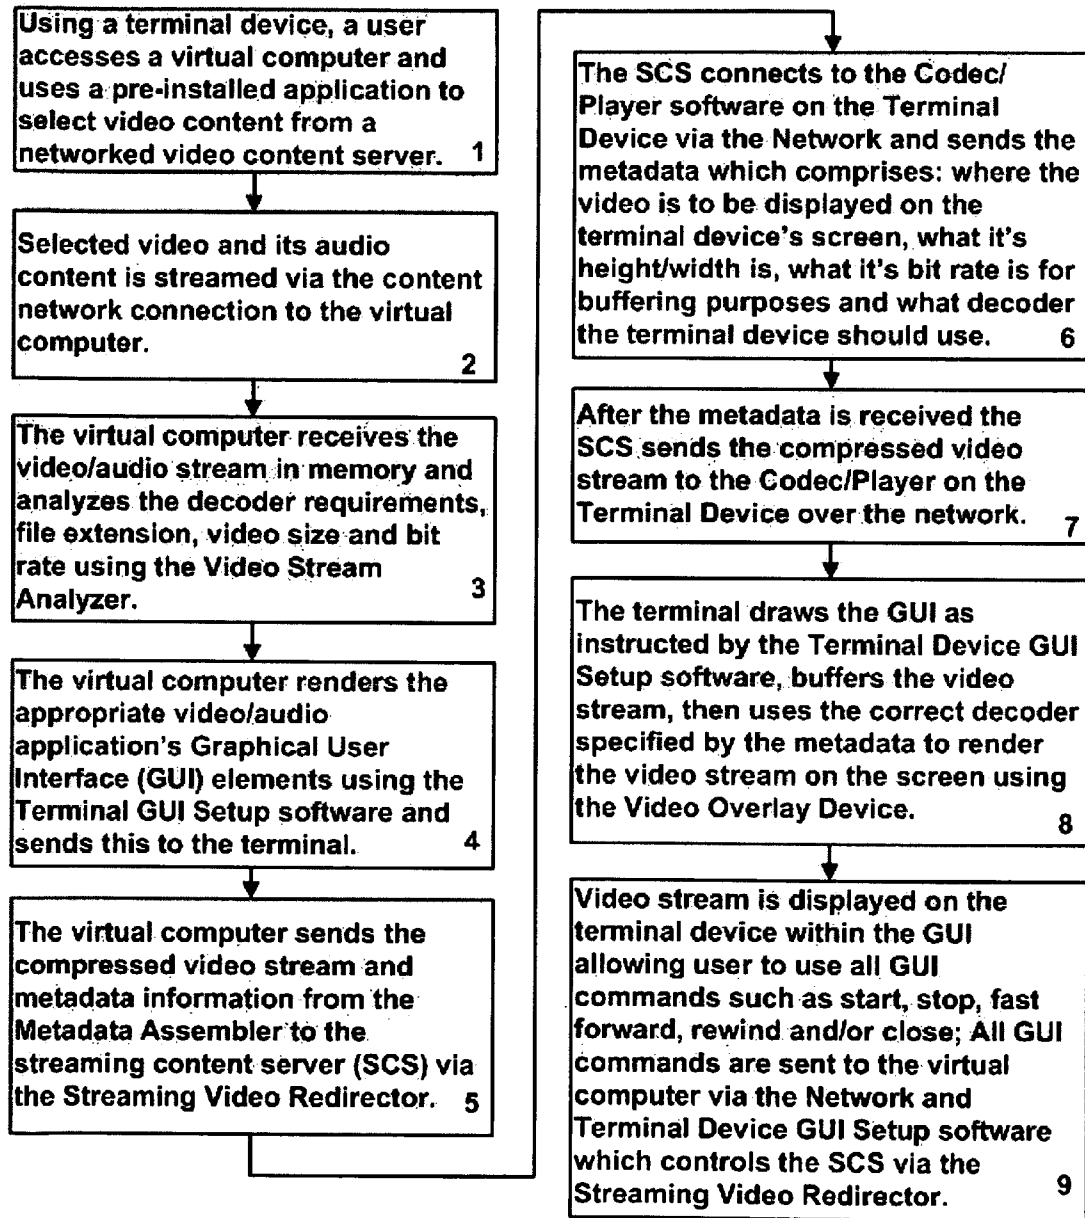 Using a terminal device, a user
accesses a virtual computer and
uses a pre-installed application to
select video content from a
networked video content server. 1
Selected video and its audio
content is streamed via the content
network connection to the virtual
computer.
2
The virtual computer receives the
video/audio stream in memory and
analyzes the decoder requirements,
file extension, video size and bit
rate using the Video Stream
Analyzer. 3
The virtual computer renders the
appropriate video/audio
application's Graphical User
Interface (GUI) elements using the
Terminal GUI Setup software and
sends this to the terminal. 4
The virtual computer sends the
compressed video stream and
metadata information from the
Metadata Assembler to the
streaming content server (SCS) via
the Streaming Video Redirector. 5
The SCS connects to the Codec/
Player software on the Terminal
Device via the Network and sends the
metadata which comprises: where the
video is to be displayed on the
terminal device's screen, what it's
height/width is, what it's bit rate is for
buffering purposes and what decoder
the terminal device should use. 6
After the metadata is received the
SCS sends the compressed video
stream to the Codec/Player on the
Terminal Device over the network. 7
The terminal draws the GUI as
instructed by the Terminal Device GUI
Setup software, buffers the video
stream, then uses the correct decoder
specified by the metadata to render
the video stream on the screen using
the Video Overlay Device. 8
Video stream is displayed on the
terminal device within the GUI
allowing user to use all GUI
commands such as start, stop, fast
forward, rewind and/or close; All GUI
commands are sent to the virtual
computer via the Network and
Terminal Device GUI Setup software
which controls the SCS via the
Streaming Video Redirector. 9